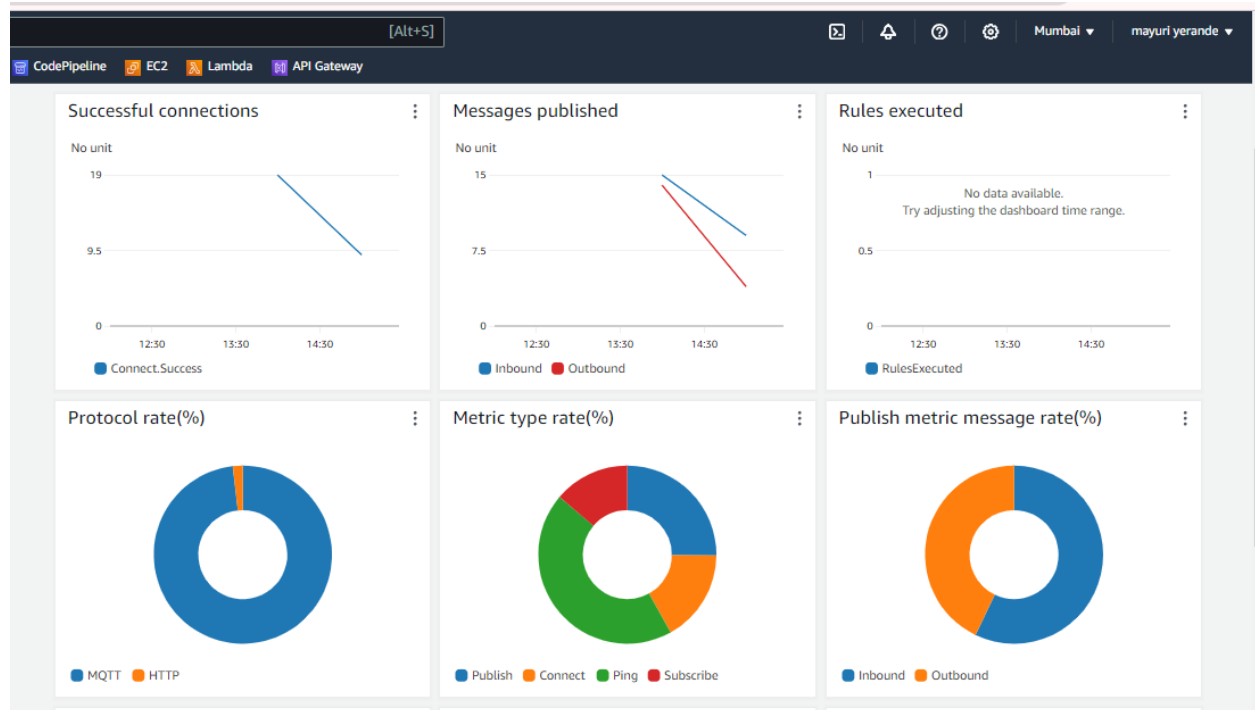 [Alt+S] Mumbai ▼ mayuri yerande ▼
CodePipeline EC2 Lambda API Gateway
Successful connections
No unit
19
9.5
0
12:30 13:30 14:30
Connect.Success
Messages published
No unit
15
7.5
0
12:30 13:30 14:30
Inbound Outbound
Rules executed
No unit
1
No data available.
Try adjusting the dashboard time range.
0.5
0
12:30 13:30 14:30
RulesExecuted
Protocol rate(%)
MQTT HTTP
Metric type rate(%)
Publish Connect Ping Subscribe
Publish metric message rate(%)
Inbound Outbound